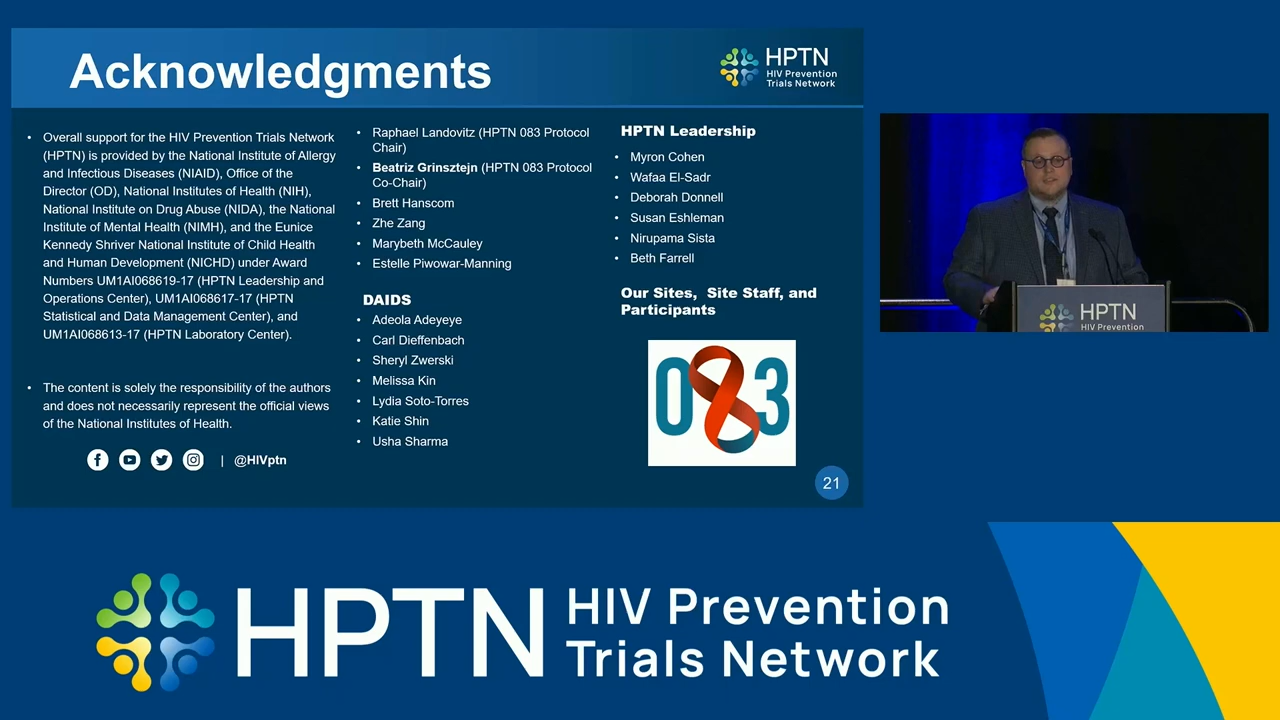 Acknowledgments
HPTN
HIV Prevention
Trials Network
• Overall support for the HIV Prevention Trials Network
(HPTN) is provided by the National Institute of Allergy
and Infectious Diseases (NIAID), Office of the
Director (OD), National Institutes of Health (NIH),
National Institute on Drug Abuse (NIDA), the National
Institute of Mental Health (NIMH), and the Eunice
Kennedy Shriver National Institute of Child Health
and Human Development (NICHD) under Award
Numbers UM1AI068619-17 (HPTN Leadership and
Operations Center), UM1AI068617-17 (HPTN
Statistical and Data Management Center), and
UM1AI068613-17 (HPTN Laboratory Center).
• The content is solely the responsibility of the authors
and does not necessarily represent the official views
of the National Institutes of Health.
| @HIVptn
• Raphael Landovitz (HPTN 083 Protocol
Chair)
• Beatriz Grinsztejn (HPTN 083 Protocol
Co-Chair)
• Brett Hanscom
• Zhe Zang
• Marybeth McCauley
• Estelle Piwowar-Manning
DAIDS
• Adeola Adeyeye
• Carl Dieffenbach
• Sheryl Zwerski
• Melissa Kin
• Lydia Soto-Torres
• Katie Shin
• Usha Sharma
HPTN Leadership
• Myron Cohen
• Wafaa El-Sadr
• Deborah Donnell
• Susan Eshleman
• Nirupama Sista
• Beth Farrell
Our Sites, Site Staff, and
Participants
083
21
HPTN
HIV Prevention
HPTN
HIV Prevention
Trials Network